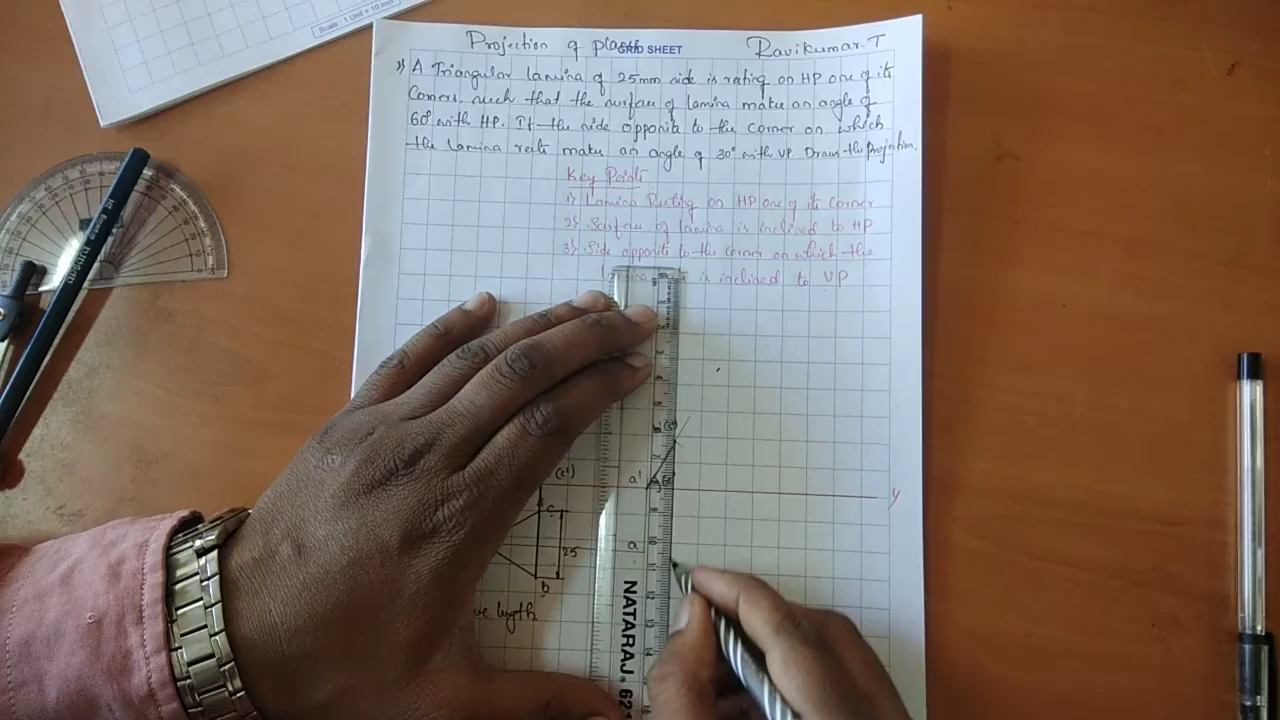 Scale : 1 Unit = 10 mm
Projection of planes GRID SHEET Ravikumar.T
A Triangular lamina of 25mm side is resting on HP one of its
Corners. such that the surface of lamina makes an angle of
60° with HP. If the side opposite to the corner on which
the lamina rests makes an angle of 30° with VP. Draw the projection.
Key Points
1) Lamina Resting on HP one of its corner
2) Surface of lamina is inclined to HP
3) Side opposite to the corner on which the
is inclined to VP
(c')
a'
y
c
a
25
b
length
NATARAJ